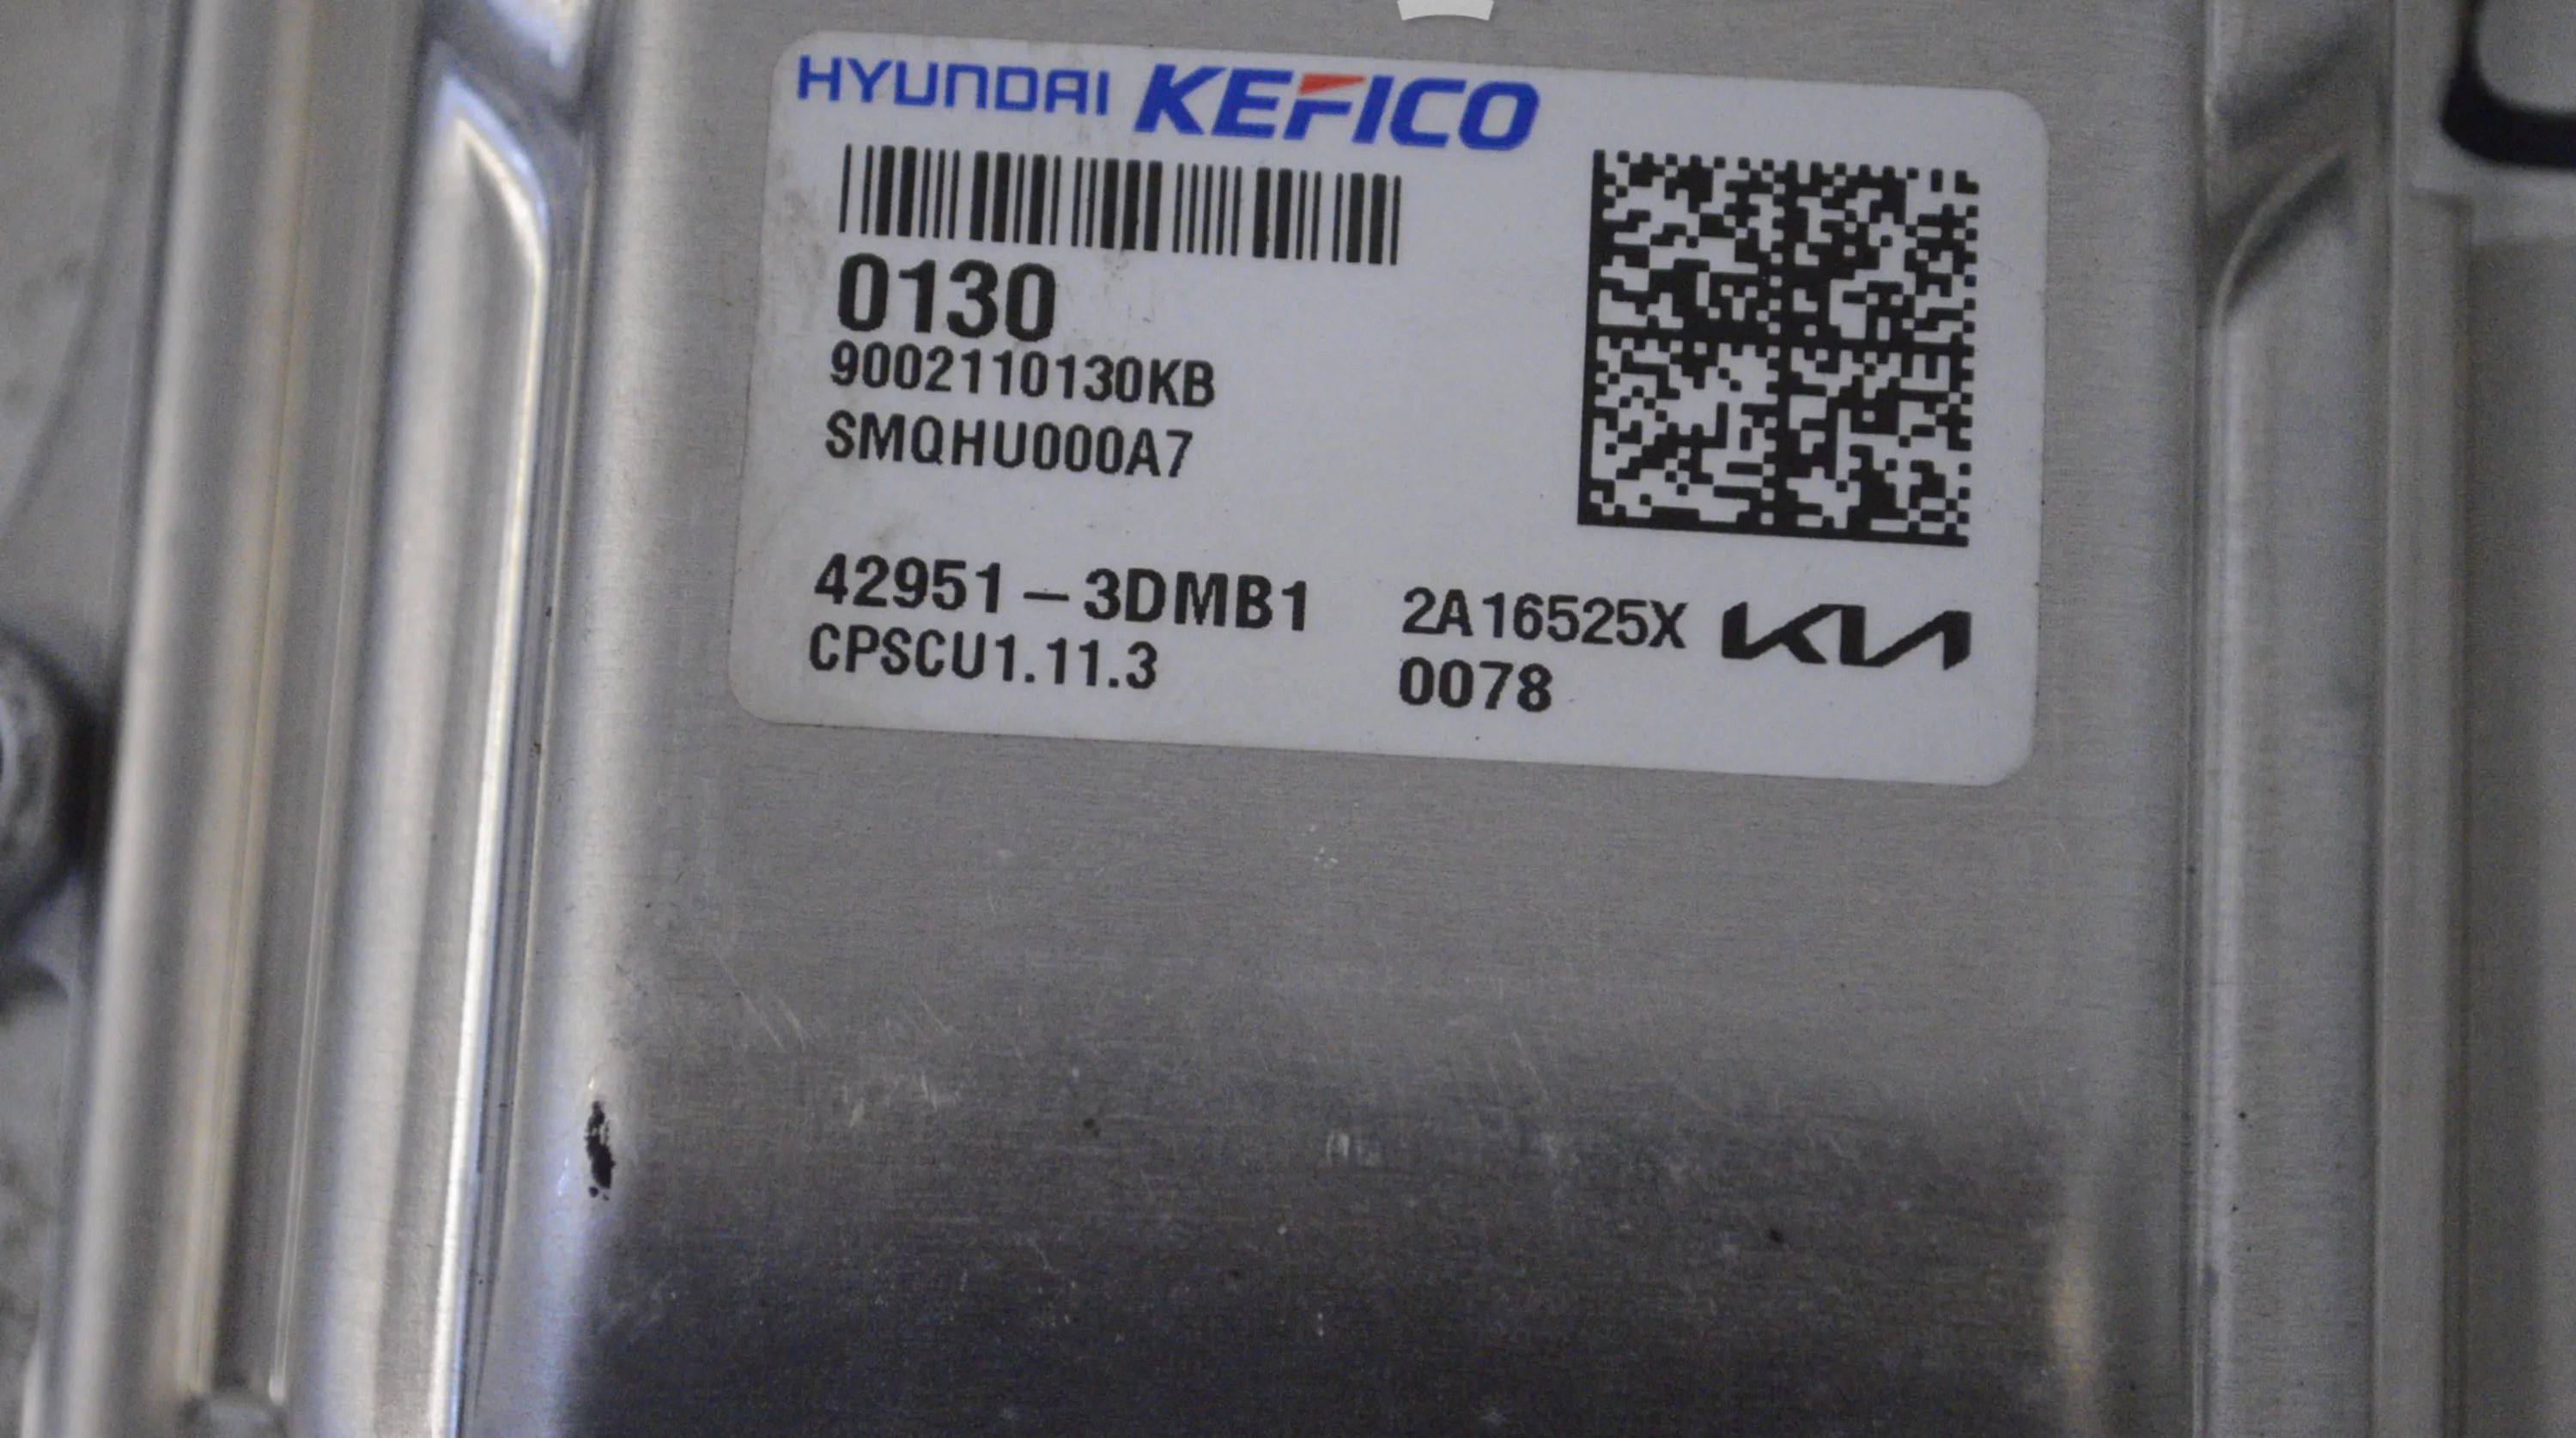 HYUNDAI KEFICO
0130
9002110130KB
SMQHU000A7
42951-3DMB1 2A16525X KIA
CPSCU1.11.3 0078